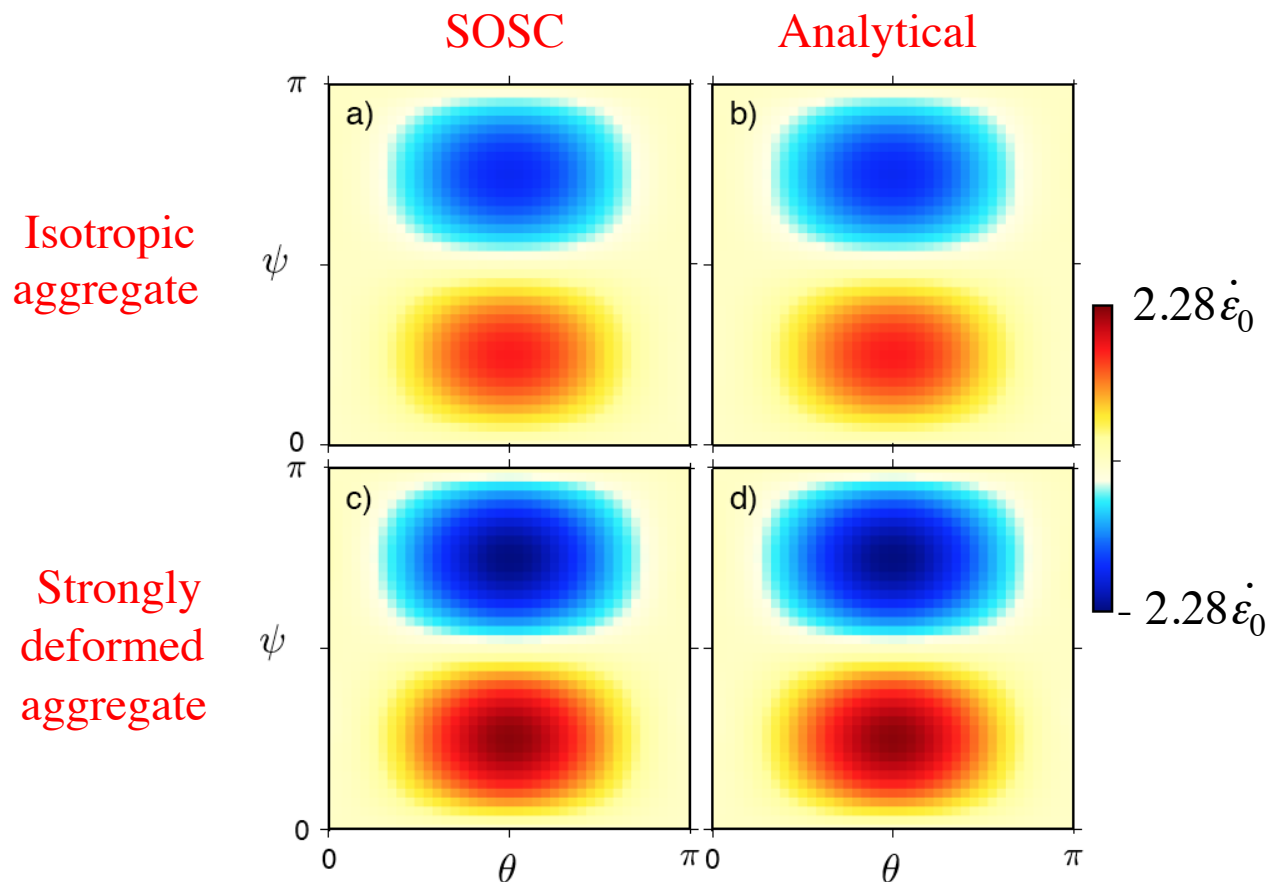 SOSC Analytical
π
a) b)
Isotropic
aggregate
ψ
2.28ε̇₀
0
π
c) d)
Strongly
deformed
aggregate
ψ
- 2.28ε̇₀
0
0 θ π 0 θ π